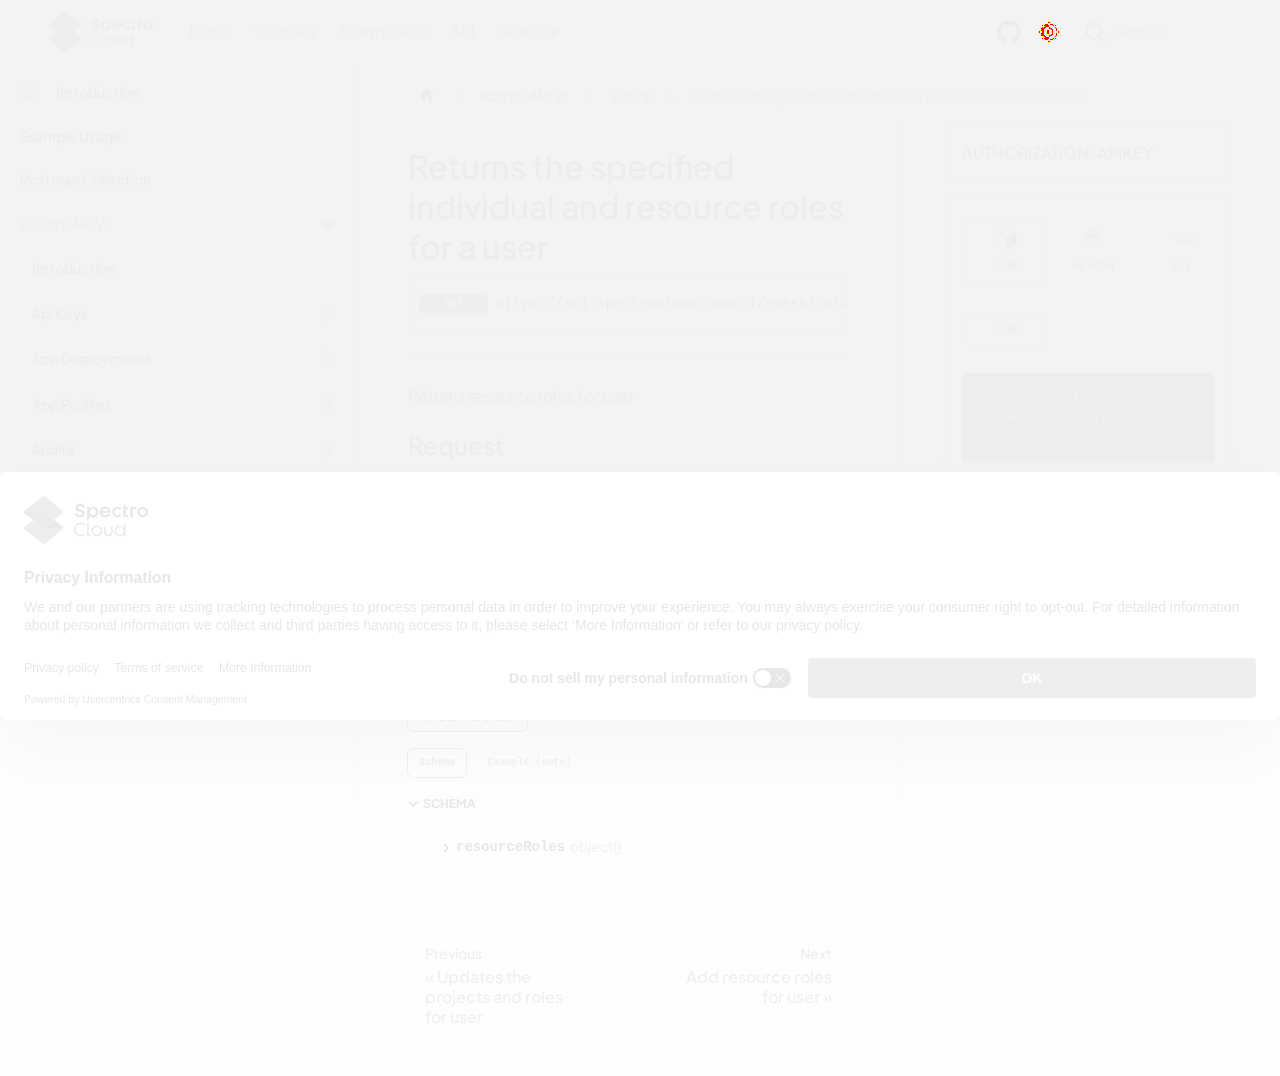 Spectro
Cloud
Docs Tutorials Downloads API latest
Search
Introduction
Palette API V1 Users Returns the specified individual and resource roles for a user
Example Usage
Returns the specified
individual and resource roles
for a user
AUTHORIZATION: APIKEY
Postman Collection
Palette API V1
CURL PYTHON GO
Introduction
GET https://api.spectrocloud.com/v1/users/:uid
Api Keys
CURL
App Deployments
Returns resource roles for user
App Profiles
Request
Audits
Spectro
Cloud
Privacy Information
We and our partners are using tracking technologies to process personal data in order to improve your experience. You may always exercise your consumer right to opt-out. For detailed information
about personal information we collect and third parties having access to it, please select 'More Information' or refer to our privacy policy.
Privacy policy Terms of service More Information
Do not sell my personal information
OK
Powered by Usercentrics Consent Management
Schema Example (auto)
SCHEMA
resourceRoles object[]
Previous
« Updates the
projects and roles
for user
Next
Add resource roles
for user »